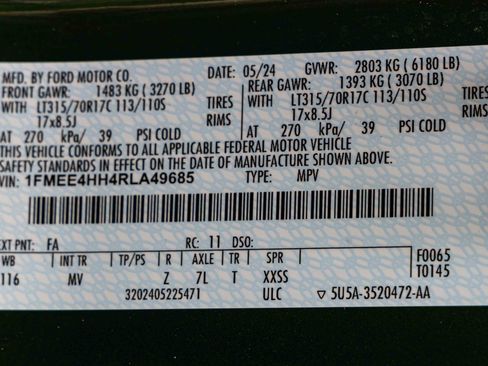 MFD. BY FORD MOTOR CO. DATE: 05/24 GVWR: 2803 KG ( 6180 LB)
FRONT GAWR: 1483 KG ( 3270 LB) REAR GAWR: 1393 KG ( 3070 LB)
WITH LT315/70R17C 113/110S TIRES WITH LT315/70R17C 113/110S TIRES
17x8.5J RIMS 17x8.5J RIMS
AT 270 kPa/ 39 PSI COLD AT 270 kPa/ 39 PSI COLD
THIS VEHICLE CONFORMS TO ALL APPLICABLE FEDERAL MOTOR VEHICLE
SAFETY STANDARDS IN EFFECT ON THE DATE OF MANUFACTURE SHOWN ABOVE.
VIN: 1FMEE4HH4RLA49685 TYPE: MPV
EXT PNT: FA RC: 11 DSO:
WB INT TR TP/PS R AXLE TR SPR F0065
116 MV Z 7L T XXSS T0145
3202405225471 ULC ▽ 5U5A-3520472-AA